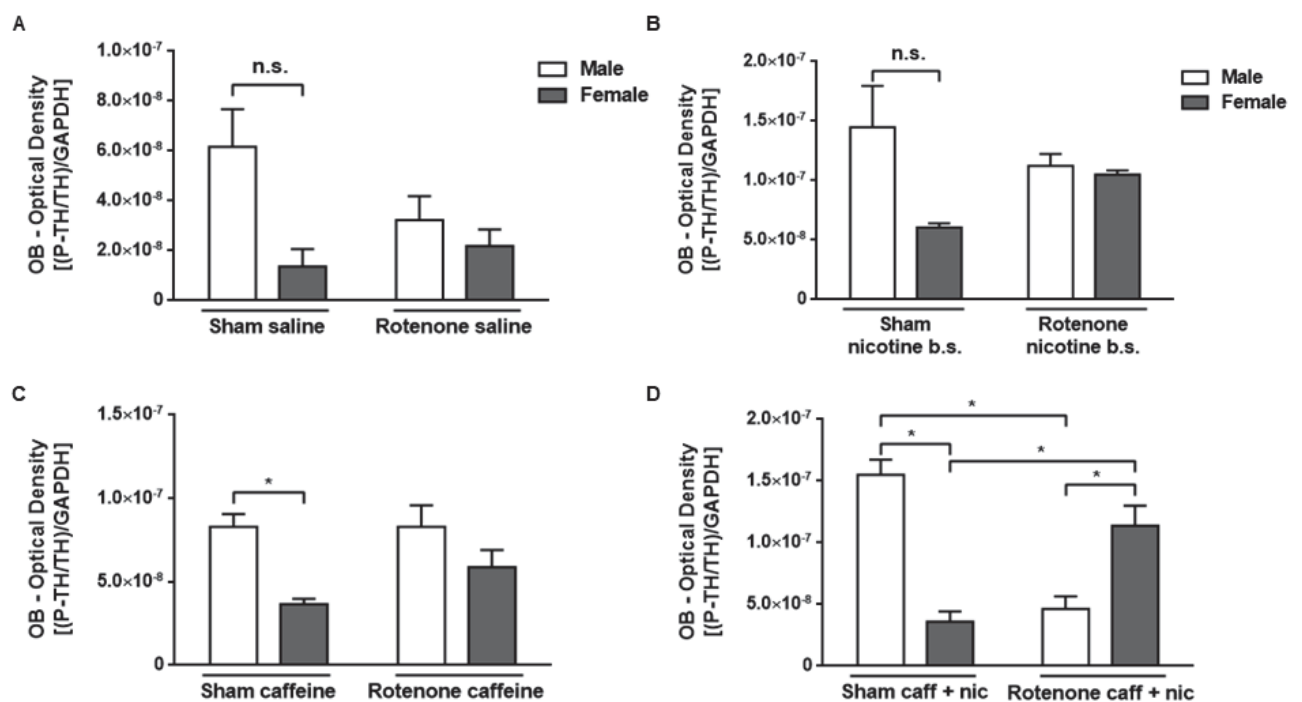 A
OB - Optical Density
[(P-TH/TH)/GAPDH]
1.0×10⁻⁷
8.0×10⁻⁸
6.0×10⁻⁸
4.0×10⁻⁸
2.0×10⁻⁸
0
n.s.
Male
Female
Sham saline
Rotenone saline
B
OB - Optical Density
[(P-TH/TH)/GAPDH]
2.0×10⁻⁷
1.5×10⁻⁷
1.0×10⁻⁷
5.0×10⁻⁸
0
n.s.
Male
Female
Sham
nicotine b.s.
Rotenone
nicotine b.s.
C
OB - Optical Density
[(P-TH/TH)/GAPDH]
1.5×10⁻⁷
1.0×10⁻⁷
5.0×10⁻⁸
0
*
Sham caffeine
Rotenone caffeine
D
OB - Optical Density
[(P-TH/TH)/GAPDH]
2.0×10⁻⁷
1.5×10⁻⁷
1.0×10⁻⁷
5.0×10⁻⁸
0
*
*
*
*
Sham caff + nic
Rotenone caff + nic